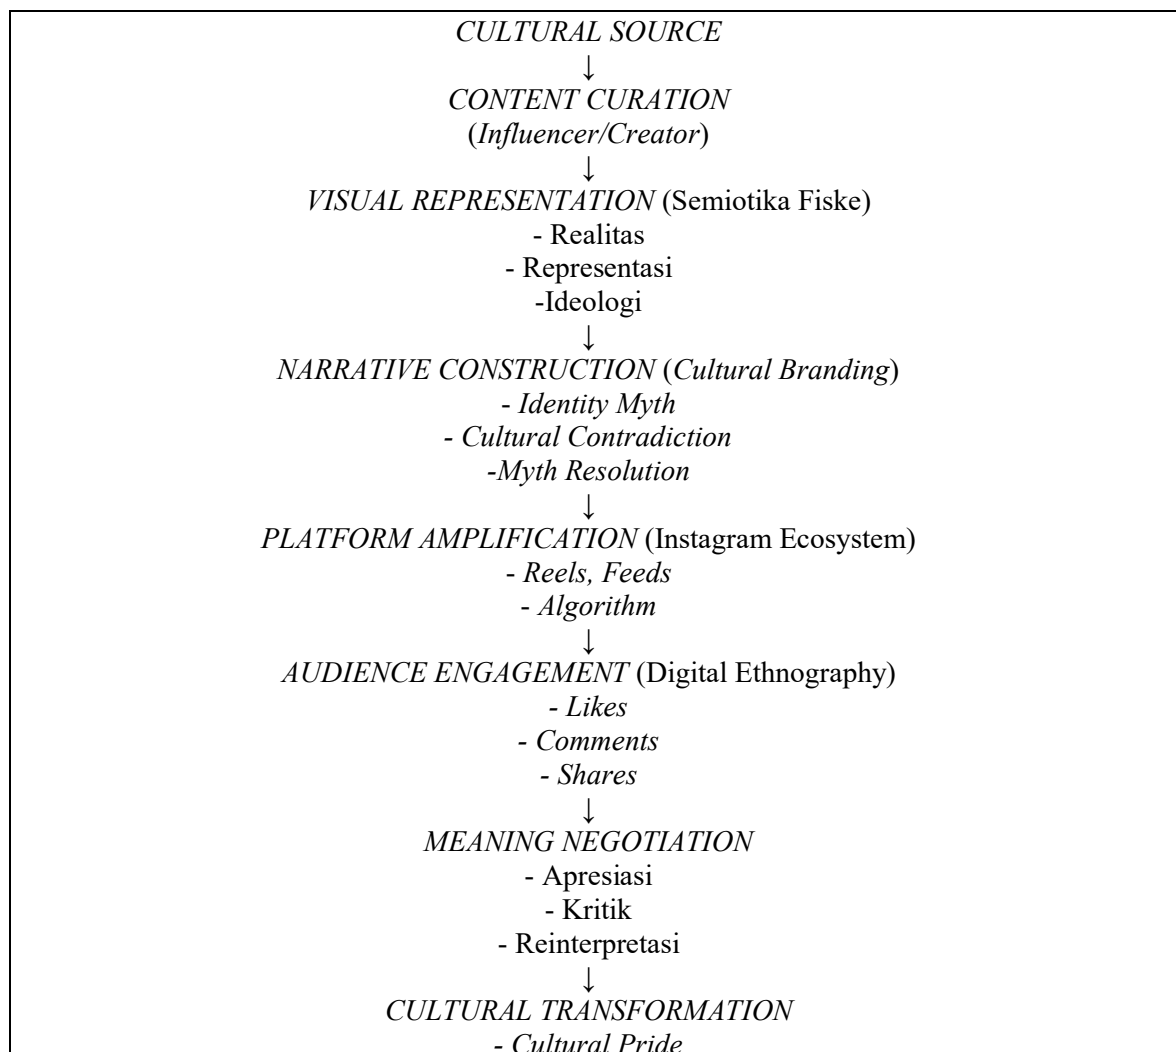 CULTURAL SOURCE
↓
CONTENT CURATION
(Influencer/Creator)
↓
VISUAL REPRESENTATION (Semiotika Fiske)
- Realitas
- Representasi
-Ideologi
↓
NARRATIVE CONSTRUCTION (Cultural Branding)
- Identity Myth
- Cultural Contradiction
-Myth Resolution
↓
PLATFORM AMPLIFICATION (Instagram Ecosystem)
- Reels, Feeds
- Algorithm
↓
AUDIENCE ENGAGEMENT (Digital Ethnography)
- Likes
- Comments
- Shares
↓
MEANING NEGOTIATION
- Apresiasi
- Kritik
- Reinterpretasi
↓
CULTURAL TRANSFORMATION
- Cultural Pride